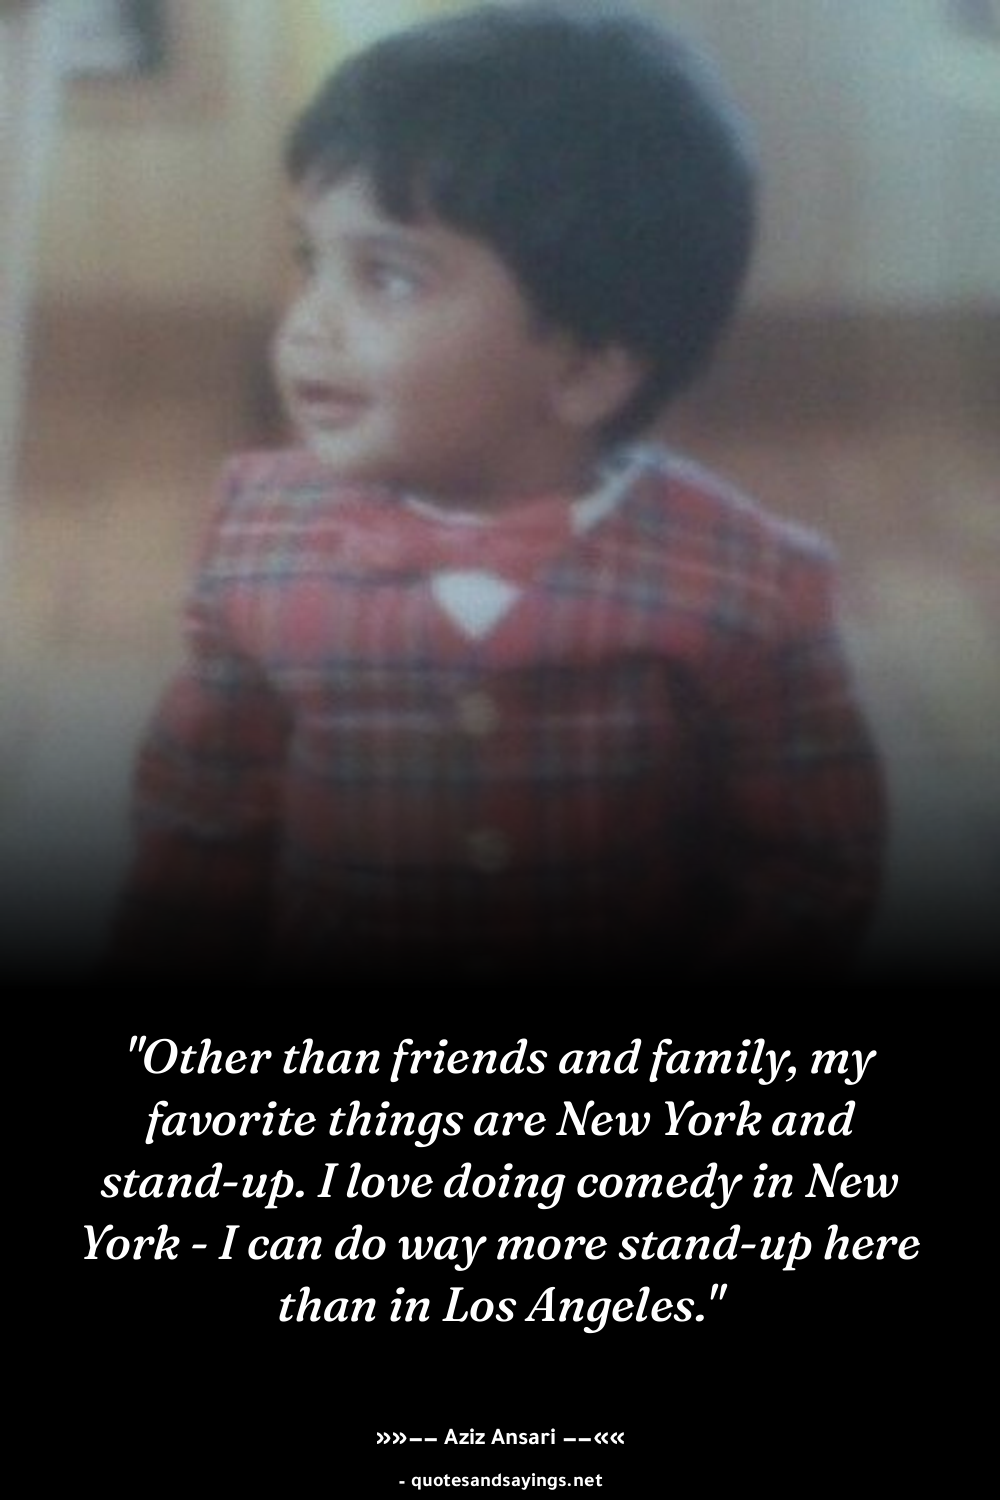 "Other than friends and family, my
favorite things are New York and
stand-up. I love doing comedy in New
York - I can do way more stand-up here
than in Los Angeles."
»»−− Aziz Ansari −−««
- quotesandsayings.net